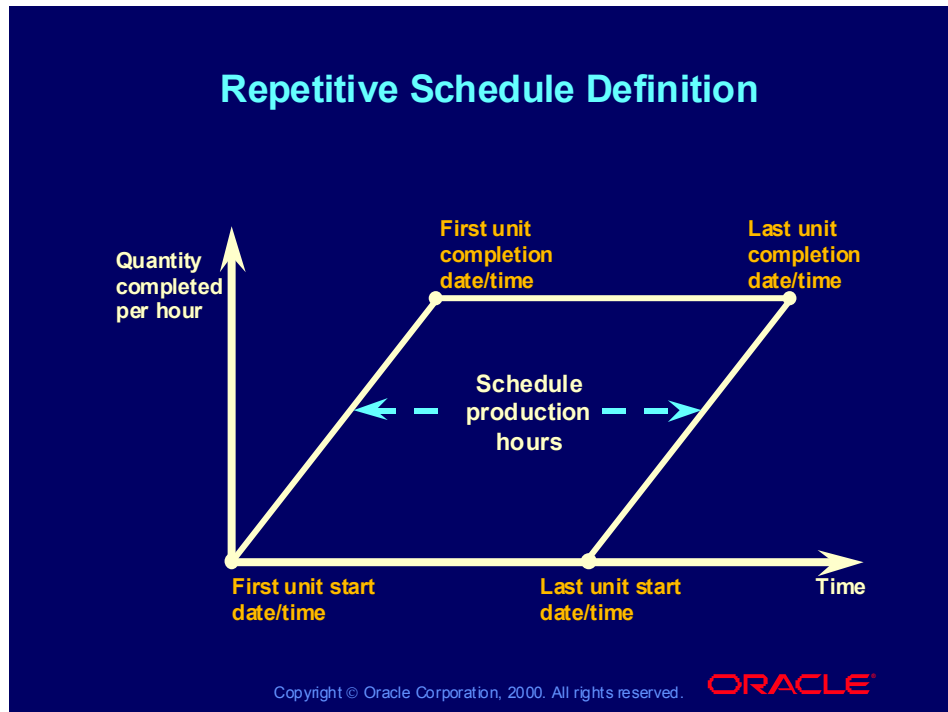 Repetitive Schedule Definition
First unit
completion
date/time
Last unit
completion
date/time
Quantity
completed
per hour
Schedule
production
hours
First unit start
date/time
Last unit start
date/time
Time
Copyright © Oracle Corporation, 2000. All rights reserved.
ORACLE®